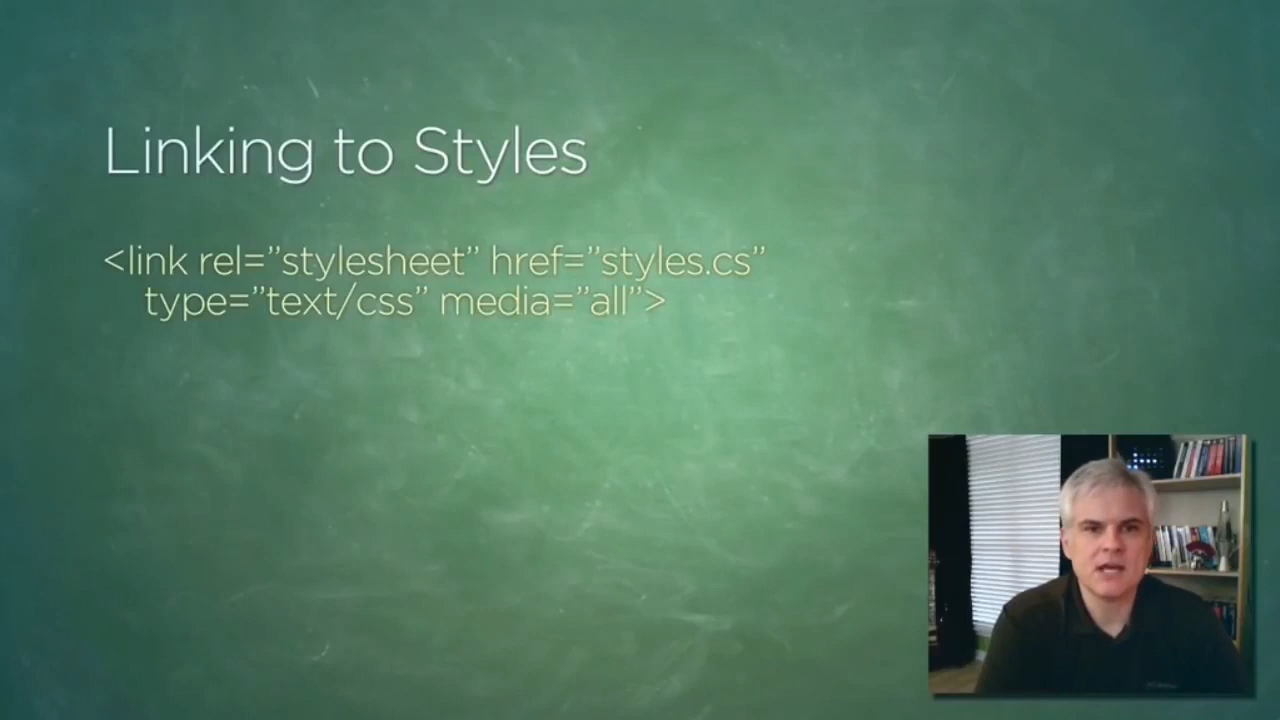 Linking to Styles
<link rel=”stylesheet” href=”styles.cs”
type=”text/css” media=”all”>